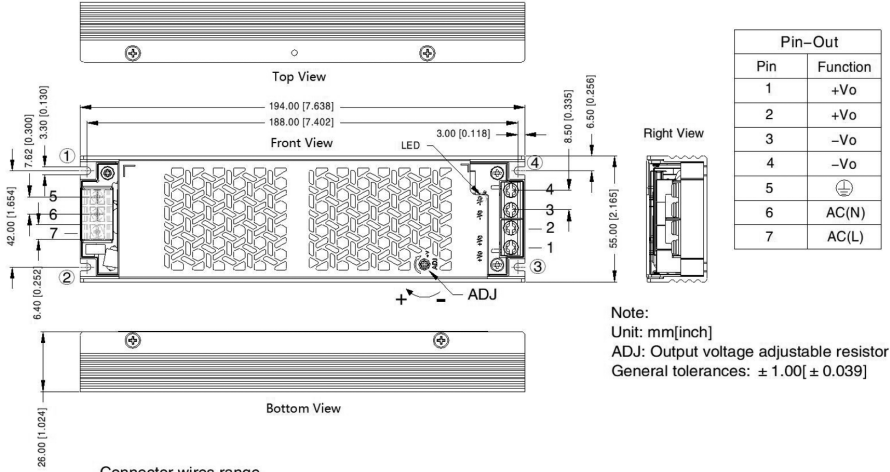 Top View
194.00 [7.638]
188.00 [7.402]
Front View
3.00 [0.118]
LED
7.62 [0.300]
3.30 [0.130]
8.50 [0.335]
6.50 [0.256]
①
④
5
6
7
4
3
2
1
-Vo
-Vo
+Vo
+Vo
+V
ADJ
②
③
42.00 [1.654]
6.40 [0.252]
55.00 [2.165]
+ -
ADJ
Right View
Pin-Out
Pin Function
1 +Vo
2 +Vo
3 -Vo
4 -Vo
5 ⏚
6 AC(N)
7 AC(L)
Note:
Unit: mm[inch]
ADJ: Output voltage adjustable resistor
General tolerances: ± 1.00[ ± 0.039]
26.00 [1.024]
Bottom View
Connector wires range